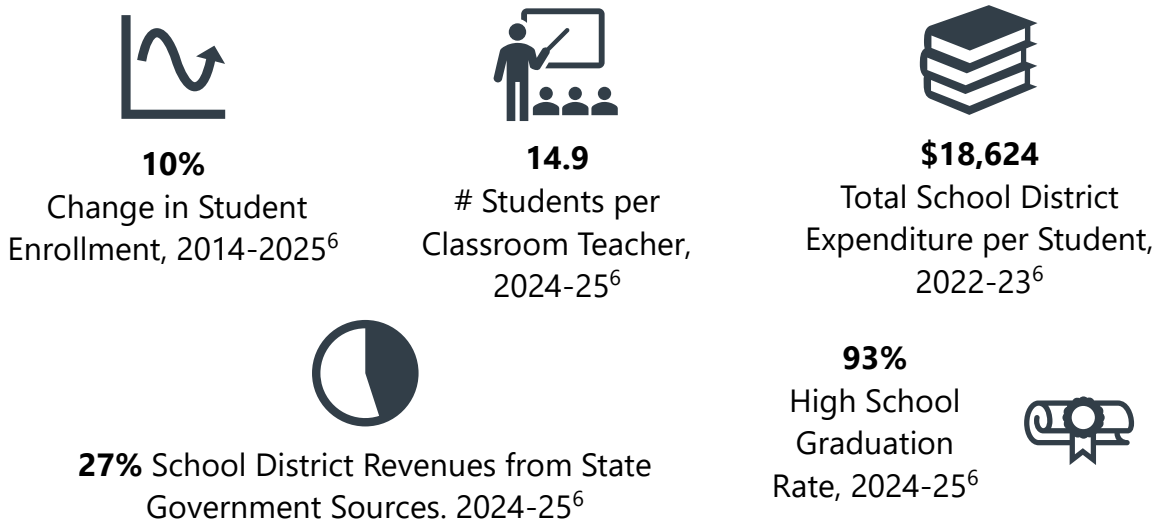 10%
Change in Student
Enrollment, 2014-2025⁶
14.9
# Students per
Classroom Teacher,
2024-25⁶
$18,624
Total School District
Expenditure per Student,
2022-23⁶
27% School District Revenues from State
Government Sources. 2024-25⁶
93%
High School
Graduation
Rate, 2024-25⁶